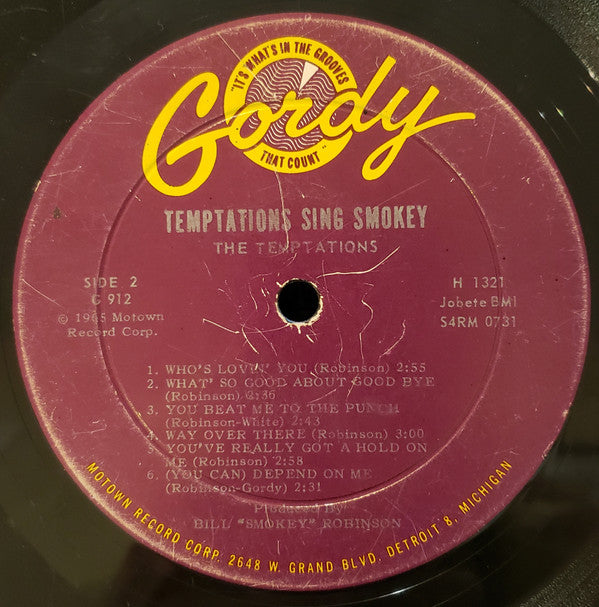 "IT'S WHAT'S IN THE GROOVES
Gordy
THAT COUNT"
TEMPTATIONS SING SMOKEY
THE TEMPTATIONS
SIDE 2
G 912
© 1965 Motown
Record Corp.
H 1321
Jobete BMI
S4RM 0731
1. WHO'S LOVIN' YOU (Robinson) 2:55
2. WHAT' SO GOOD ABOUT GOOD BYE
(Robinson) 2:36
3. YOU BEAT ME TO THE PUNCH
(Robinson-White) 2:43
4. WAY OVER THERE (Robinson) 3:00
5. YOU'VE REALLY GOT A HOLD ON
ME (Robinson) 2:58
6. (YOU CAN) DEPEND ON ME
(Robinson-Gordy) 2:31
Produced By
BILL "SMOKEY" ROBINSON
MOTOWN RECORD CORP. 2648 W. GRAND BLVD. DETROIT 8, MICHIGAN